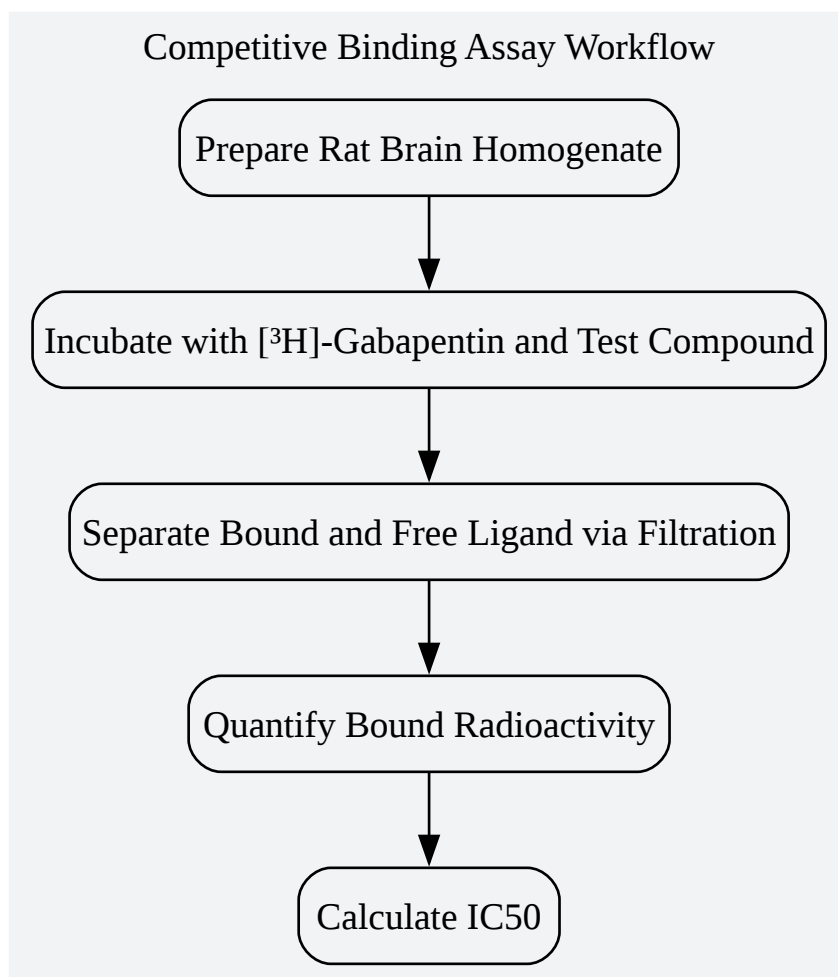 Competitive Binding Assay Workflow
Prepare Rat Brain Homogenate
Incubate with [³H]-Gabapentin and Test Compound
Separate Bound and Free Ligand via Filtration
Quantify Bound Radioactivity
Calculate IC50